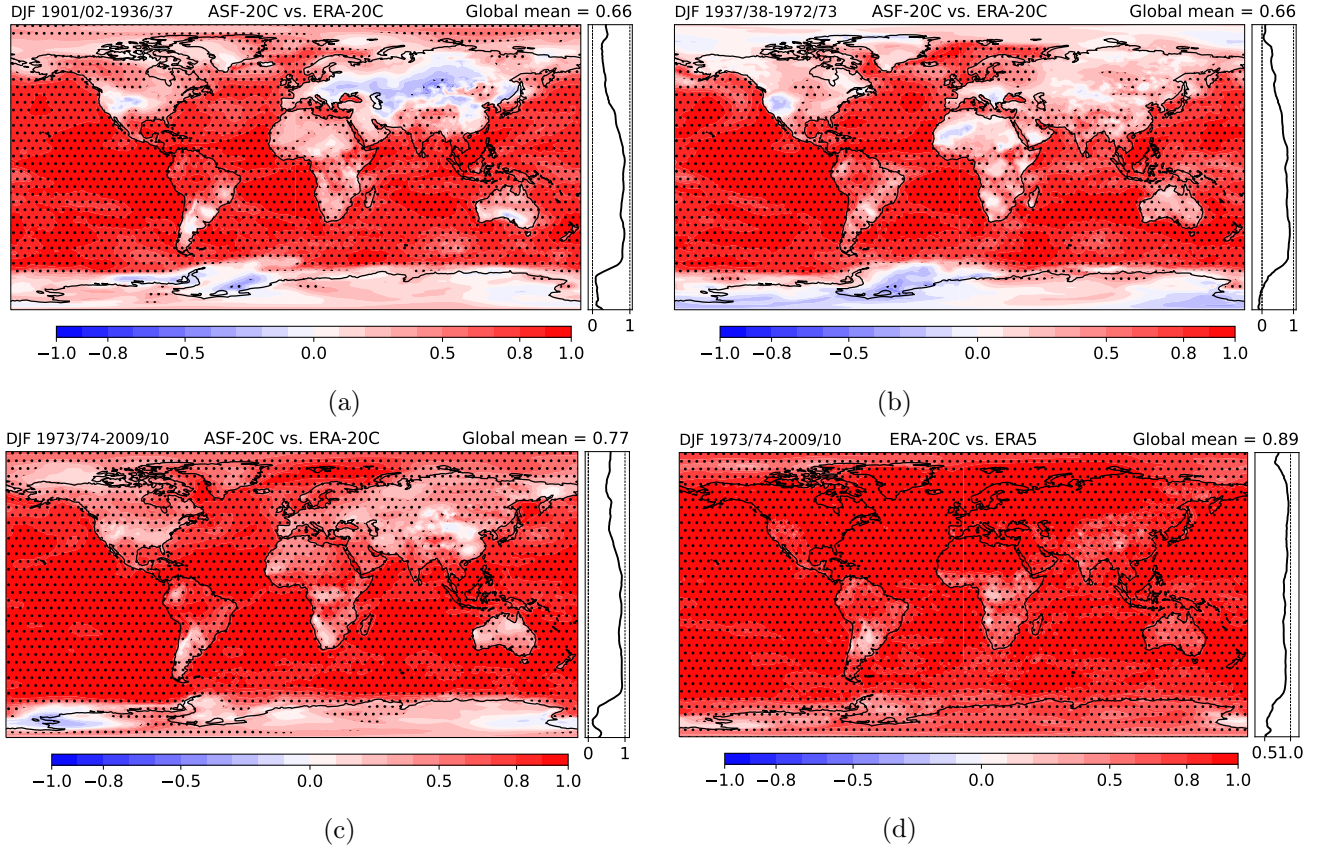 DJF 1901/02-1936/37 ASF-20C vs. ERA-20C Global mean = 0.66
0 1
−1.0 −0.8 −0.5 0.0 0.5 0.8 1.0
(a)
DJF 1937/38-1972/73 ASF-20C vs. ERA-20C Global mean = 0.66
0 1
−1.0 −0.8 −0.5 0.0 0.5 0.8 1.0
(b)
DJF 1973/74-2009/10 ASF-20C vs. ERA-20C Global mean = 0.77
0 1
−1.0 −0.8 −0.5 0.0 0.5 0.8 1.0
(c)
DJF 1973/74-2009/10 ERA-20C vs. ERA5 Global mean = 0.89
0.51.0
−1.0 −0.8 −0.5 0.0 0.5 0.8 1.0
(d)